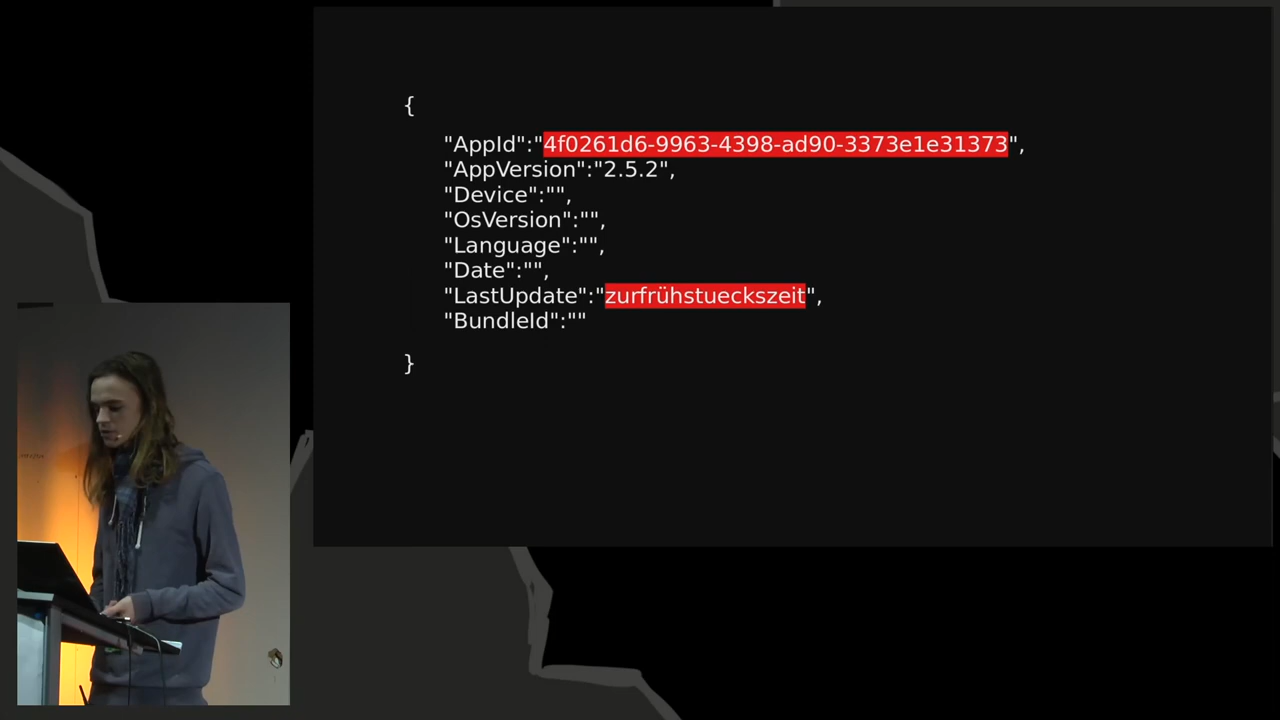 {
"AppId":"4f0261d6-9963-4398-ad90-3373e1e31373",
"AppVersion":"2.5.2",
"Device":"",
"OsVersion":"",
"Language":"",
"Date":"",
"LastUpdate":"zurfrühstueckszeit",
"BundleId":""
}